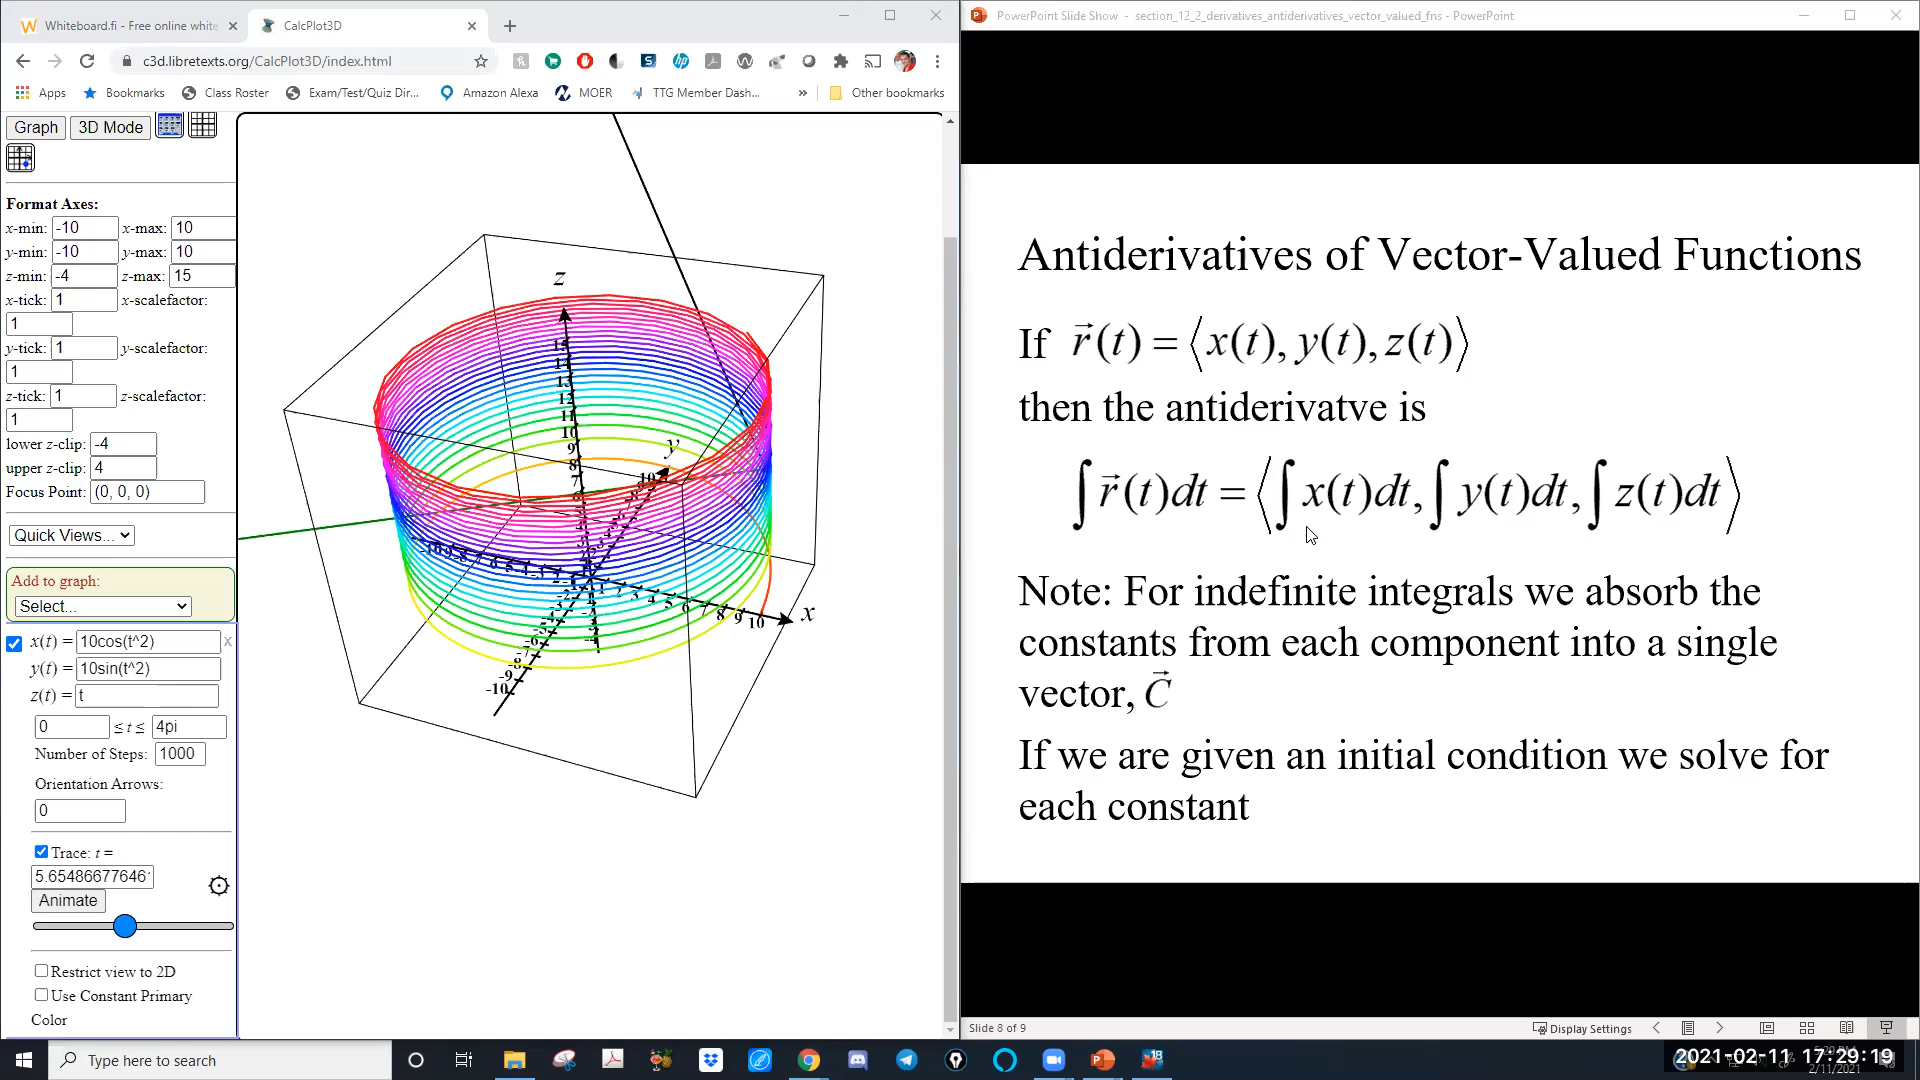 Whiteboard.fi - Free online white
CalcPlot3D
PowerPoint Slide Show - section_12_2_derivatives_antiderivatives_vector_valued_fns - PowerPoint
c3d.libretexts.org/CalcPlot3D/index.html
Apps Bookmarks Class Roster Exam/Test/Quiz Dir... Amazon Alexa MOER TTG Member Dash... » Other bookmarks
Graph 3D Mode
Format Axes:
x-min: -10 x-max: 10
y-min: -10 y-max: 10
z-min: -4 z-max: 15
x-tick: 1 x-scalefactor:
1
y-tick: 1 y-scalefactor:
1
z-tick: 1 z-scalefactor:
1
lower z-clip: -4
upper z-clip: 4
Focus Point: (0, 0, 0)
Quick Views...
Add to graph:
Select...
x(t) = 10cos(t^2) x
y(t) = 10sin(t^2)
z(t) = t
0 ≤ t ≤ 4pi
Number of Steps: 1000
Orientation Arrows:
0
Trace: t =
5.65486677646
Animate
Restrict view to 2D
Use Constant Primary
Color
z
y
x
Antiderivatives of Vector-Valued Functions
If r⃗(t) = ⟨x(t), y(t), z(t)⟩
then the antiderivatve is
∫ r⃗(t)dt = ⟨∫ x(t)dt, ∫ y(t)dt, ∫ z(t)dt⟩
Note: For indefinite integrals we absorb the
constants from each component into a single
vector, C⃗
If we are given an initial condition we solve for
each constant
Slide 8 of 9
Display Settings
Type here to search
2021-02-11 17:29:19
2/11/2021